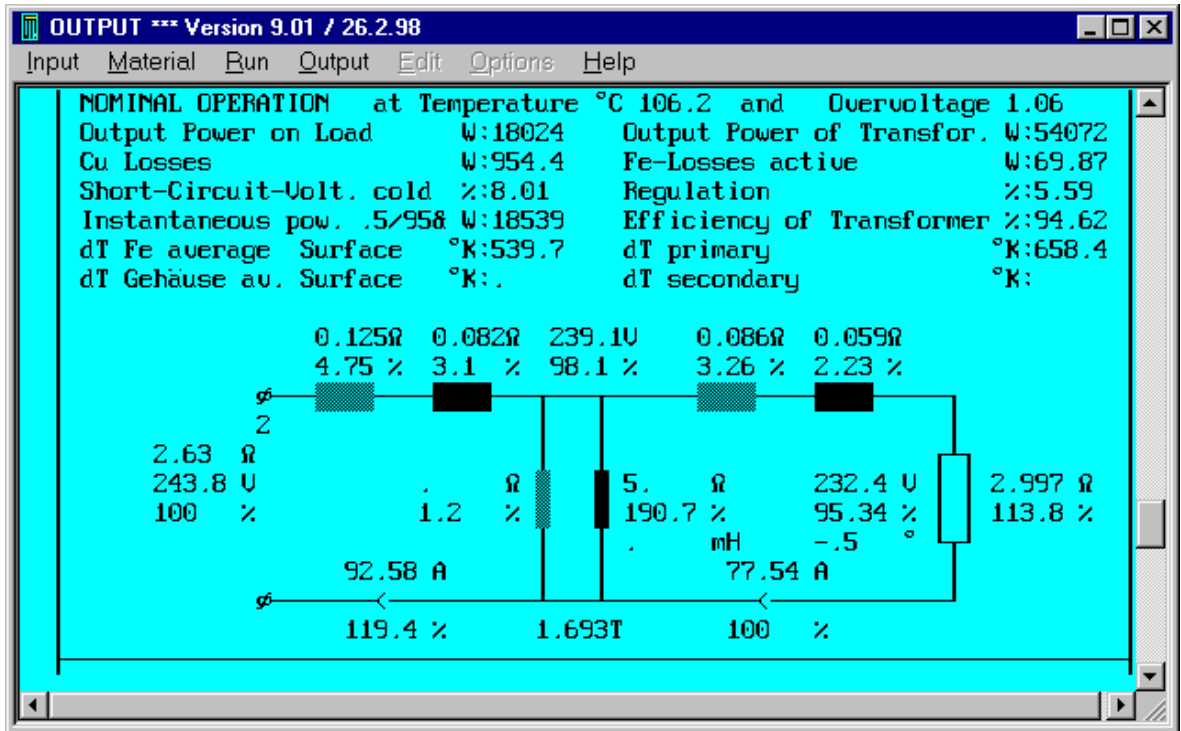 OUTPUT *** Version 9.01 / 26.2.98
Input Material Run Output Edit Options Help
NOMINAL OPERATION at Temperature °C 106.2 and Overvoltage 1.06
Output Power on Load W:18024 Output Power of Transfor. W:54072
Cu Losses W:954.4 Fe-Losses active W:69.87
Short-Circuit-Volt. cold %:8.01 Regulation %:5.59
Instantaneous pow. .5/95& W:18539 Efficiency of Transformer %:94.62
dT Fe average Surface °K:539.7 dT primary °K:658.4
dT Gehäuse av. Surface °K:. dT secondary °K:
0.125Ω 0.082Ω 239.1V 0.086Ω 0.059Ω
4.75 % 3.1 % 98.1 % 3.26 % 2.23 %
2
2.63 Ω
243.8 V . Ω 5. Ω 232.4 V 2.997 Ω
100 % 1.2 % 190.7 % 95.34 % 113.8 %
. mH -.5 °
92.58 A 77.54 A
119.4 % 1.693T 100 %